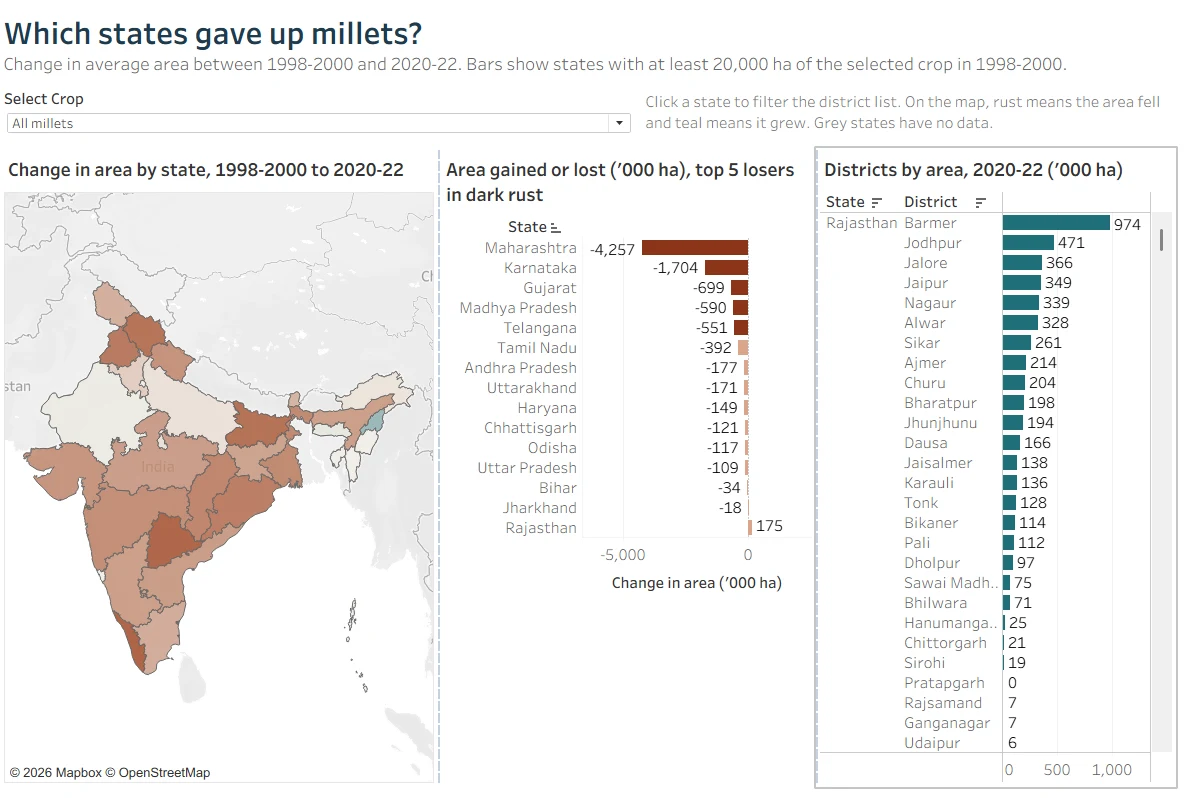 Which states gave up millets?
Change in average area between 1998-2000 and 2020-22. Bars show states with at least 20,000 ha of the selected crop in 1998-2000.
Select Crop
All millets
Click a state to filter the district list. On the map, rust means the area fell
and teal means it grew. Grey states have no data.
Change in area by state, 1998-2000 to 2020-22
stan
Ch
India
© 2026 Mapbox © OpenStreetMap
Area gained or lost (’000 ha), top 5 losers
in dark rust
State
Maharashtra -4,257
Karnataka -1,704
Gujarat -699
Madhya Pradesh -590
Telangana -551
Tamil Nadu -392
Andhra Pradesh -177
Uttarakhand -171
Haryana -149
Chhattisgarh -121
Odisha -117
Uttar Pradesh -109
Bihar -34
Jharkhand -18
Rajasthan 175
-5,000 0
Change in area (’000 ha)
Districts by area, 2020-22 (’000 ha)
State District
Rajasthan Barmer 974
Jodhpur 471
Jalore 366
Jaipur 349
Nagaur 339
Alwar 328
Sikar 261
Ajmer 214
Churu 204
Bharatpur 198
Jhunjhunu 194
Dausa 166
Jaisalmer 138
Karauli 136
Tonk 128
Bikaner 114
Pali 112
Dholpur 97
Sawai Madh.. 75
Bhilwara 71
Hanumanga.. 25
Chittorgarh 21
Sirohi 19
Pratapgarh 0
Rajsamand 7
Ganganagar 7
Udaipur 6
0 500 1,000